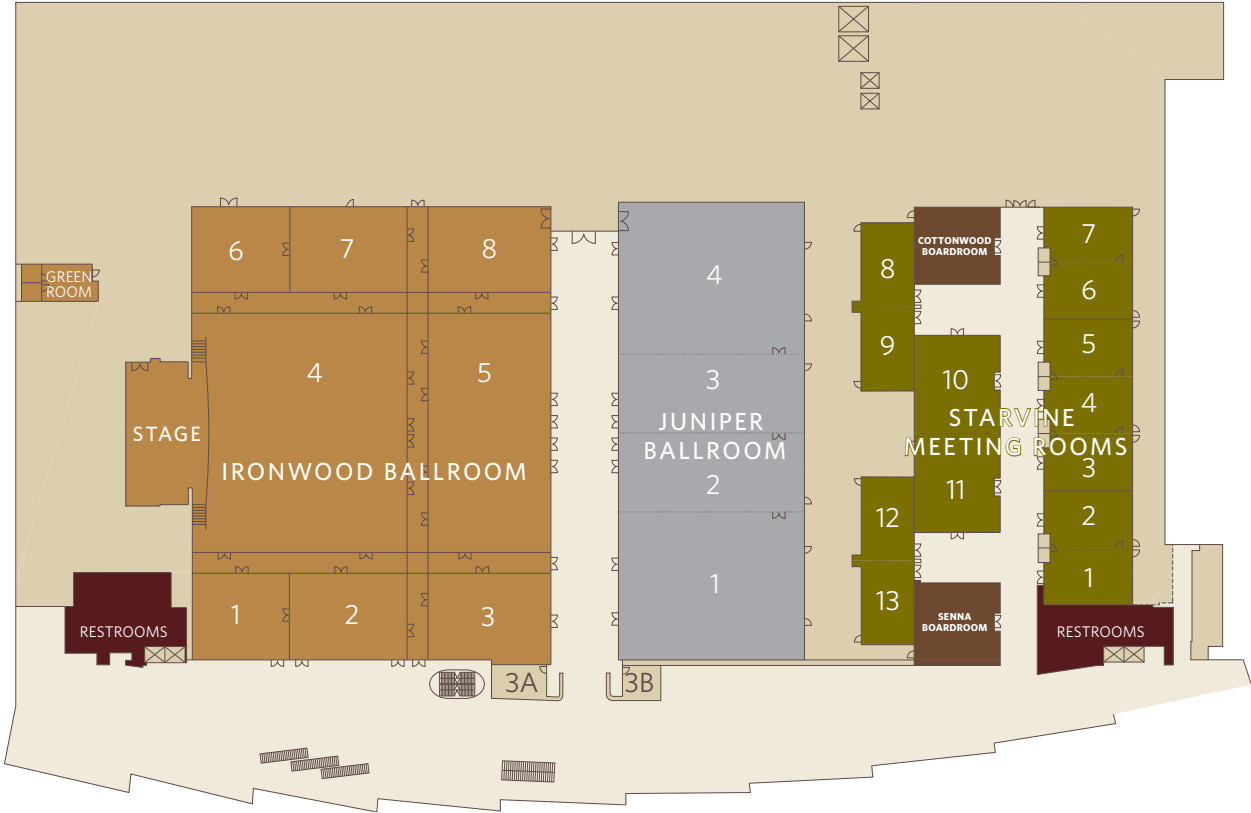 6
7
8
GREEN
ROOM
4
5
STAGE
IRONWOOD BALLROOM
1
2
3
RESTROOMS
3A
4
3
JUNIPER
BALLROOM
2
1
3B
8
9
12
13
COTTONWOOD
BOARDROOM
10
STARVINE
MEETING ROOMS
11
SENNA
BOARDROOM
7
6
5
4
3
2
1
RESTROOMS